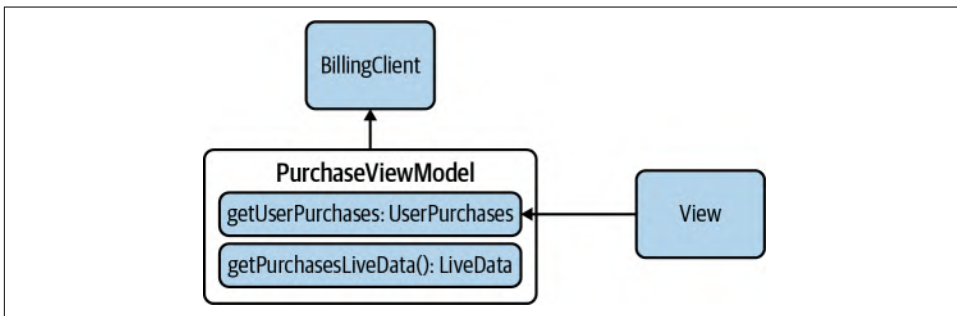 BillingClient
PurchaseViewModel
getUserPurchases: UserPurchases
View
getPurchasesLiveData(): LiveData